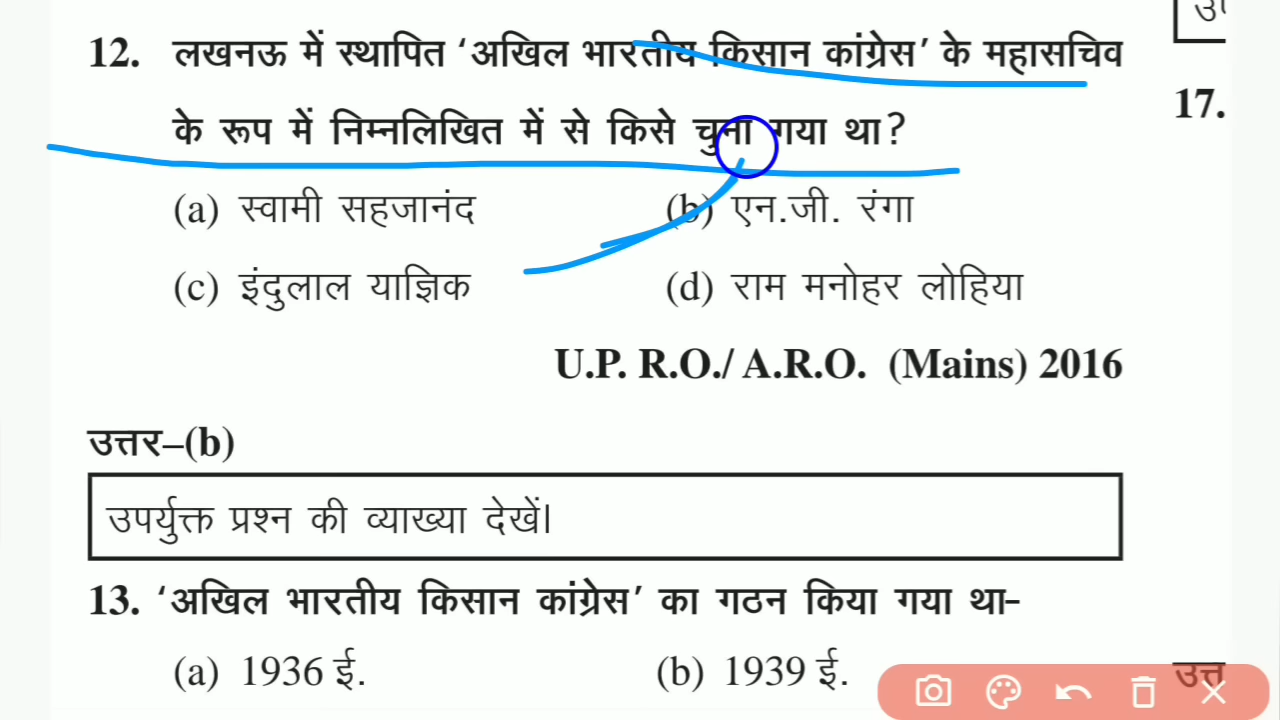 12. लखनऊ में स्थापित 'अखिल भारतीय किसान कांग्रेस' के महासचिव
के रूप में निम्नलिखित में से किसे चुना गया था?
(a) स्वामी सहजानंद (b) एन.जी. रंगा
(c) इंदुलाल याज्ञिक (d) राम मनोहर लोहिया
U.P. R.O./ A.R.O. (Mains) 2016
उत्तर–(b)
उपर्युक्त प्रश्न की व्याख्या देखें।
13. 'अखिल भारतीय किसान कांग्रेस' का गठन किया गया था–
(a) 1936 ई. (b) 1939 ई.
17.